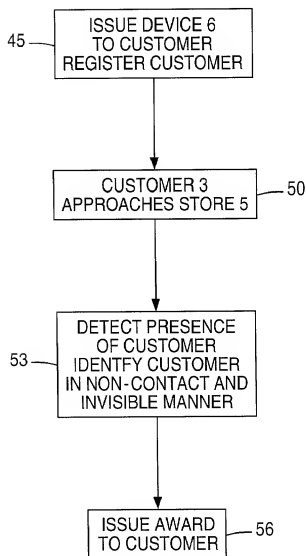 ISSUE DEVICE 6
TO CUSTOMER
REGISTER CUSTOMER
45
CUSTOMER 3
APPROACHES STORE 5
50
DETECT PRESENCE
OF CUSTOMER
IDENTFY CUSTOMER
IN NON-CONTACT AND
INVISIBLE MANNER
53
ISSUE AWARD
TO CUSTOMER
56